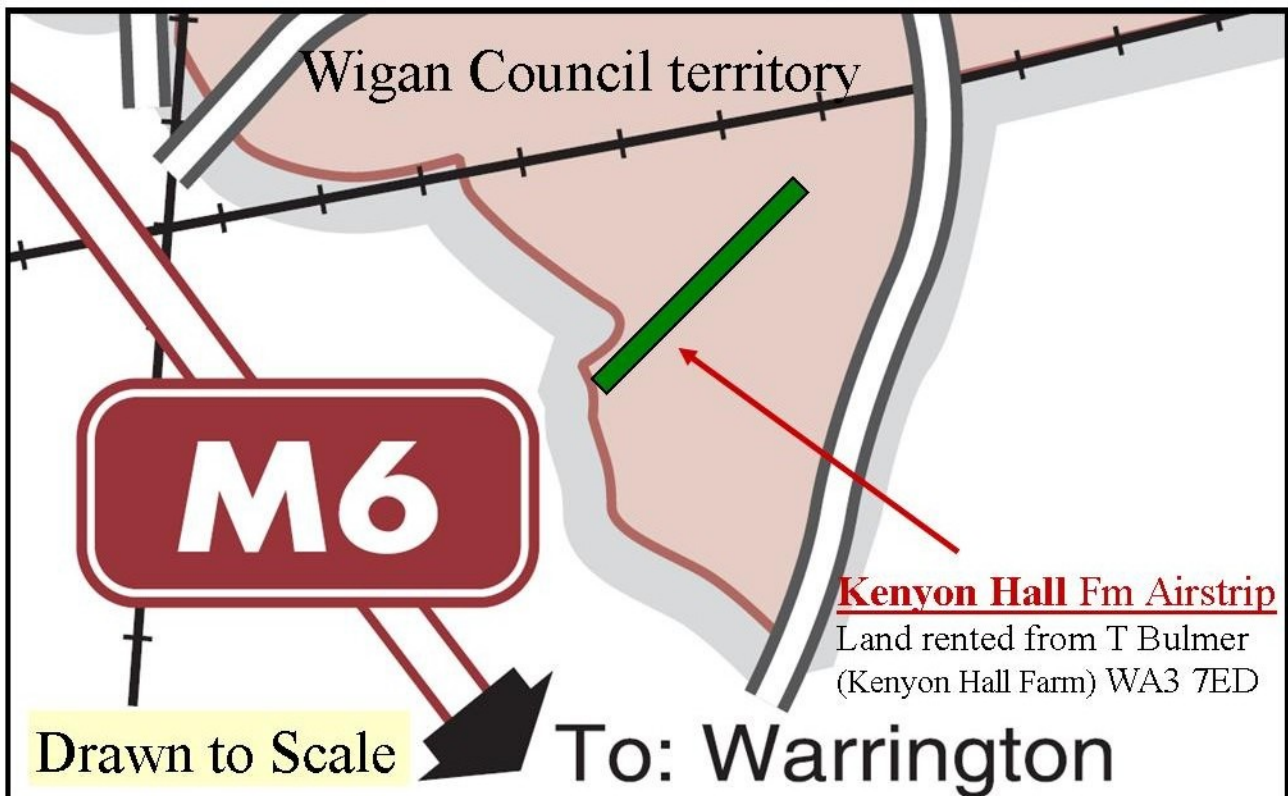 Wigan Council territory
M6
Kenyon Hall Fm Airstrip
Land rented from T Bulmer
(Kenyon Hall Farm) WA3 7ED
Drawn to Scale
To: Warrington